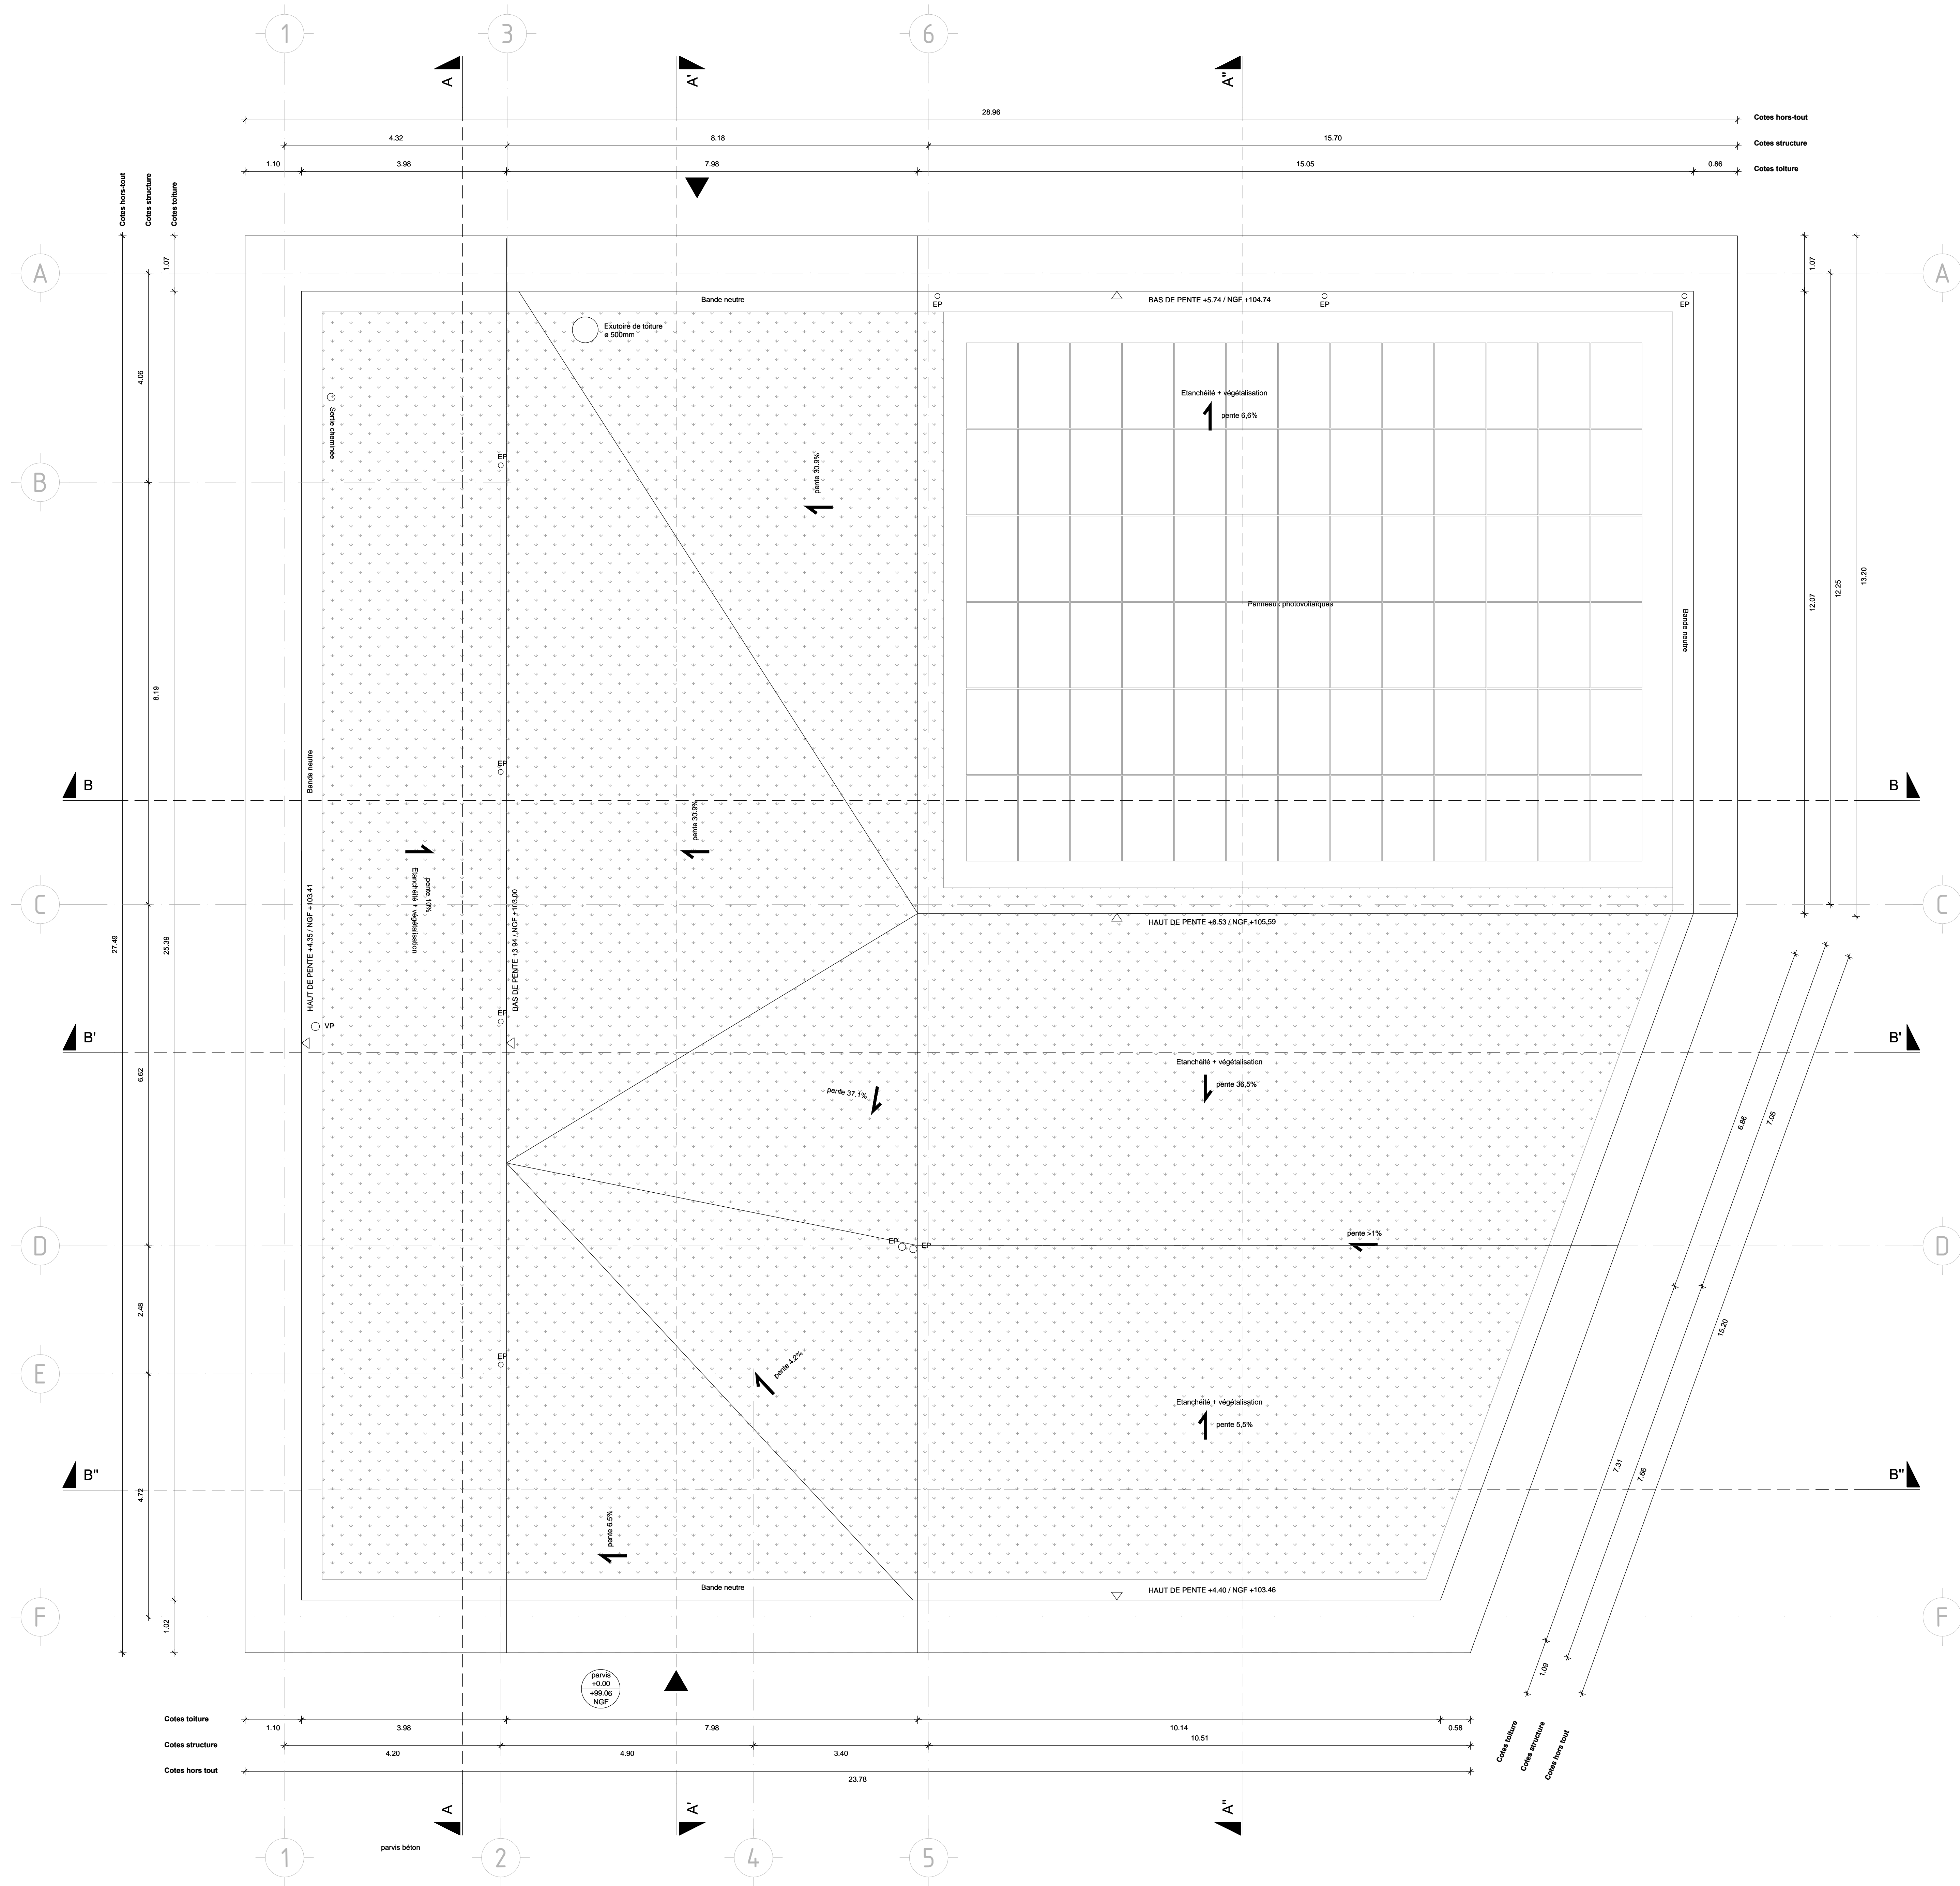 1
3
6
A
A'
A"
28.96
Cotes hors-tout
4.32
8.18
15.70
Cotes structure
1.10
3.98
7.98
15.05
0.86
Cotes toiture
Cotes hors-tout
Cotes structure
Cotes toiture
A
A
1.07
1.07
Bande neutre
EP
BAS DE PENTE +5.74 / NGF +104.74
EP
EP
Exutoire de toiture
ø 500mm
4.06
Sortie cheminée
Etanchéité + végétalisation
pente 6,6%
EP
pente 30.9%
B
12.07
12.25
13.20
Panneaux photovoltaïques
Bande neutre
8.19
Bande neutre
EP
B
B
pente 30.9%
Etanchéité + végétalisation
pente 10%
HAUT DE PENTE +4.35 / NGF +103.41
BAS DE PENTE +3.94 / NGF +103.00
C
C
HAUT DE PENTE +6.53 / NGF +105.59
27.49
25.39
EP
VP
B'
B'
6.62
Etanchéité + végétalisation
pente 36,5%
pente 37.1%
6.86
7.05
15.20
D
D
EP
EP
pente >1%
2.48
E
EP
pente 4.2%
Etanchéité + végétalisation
pente 5,5%
7.31
7.66
B"
B"
4.72
pente 6.5%
Bande neutre
HAUT DE PENTE +4.40 / NGF +103.46
F
F
1.02
1.09
parvis
+0.00
+99.06
NGF
Cotes toiture
1.10
3.98
7.98
10.14
0.58
Cotes structure
4.20
4.90
3.40
10.51
Cotes hors tout
23.78
Cotes toiture
Cotes structure
Cotes hors tout
A
A'
A"
parvis béton
1
2
4
5